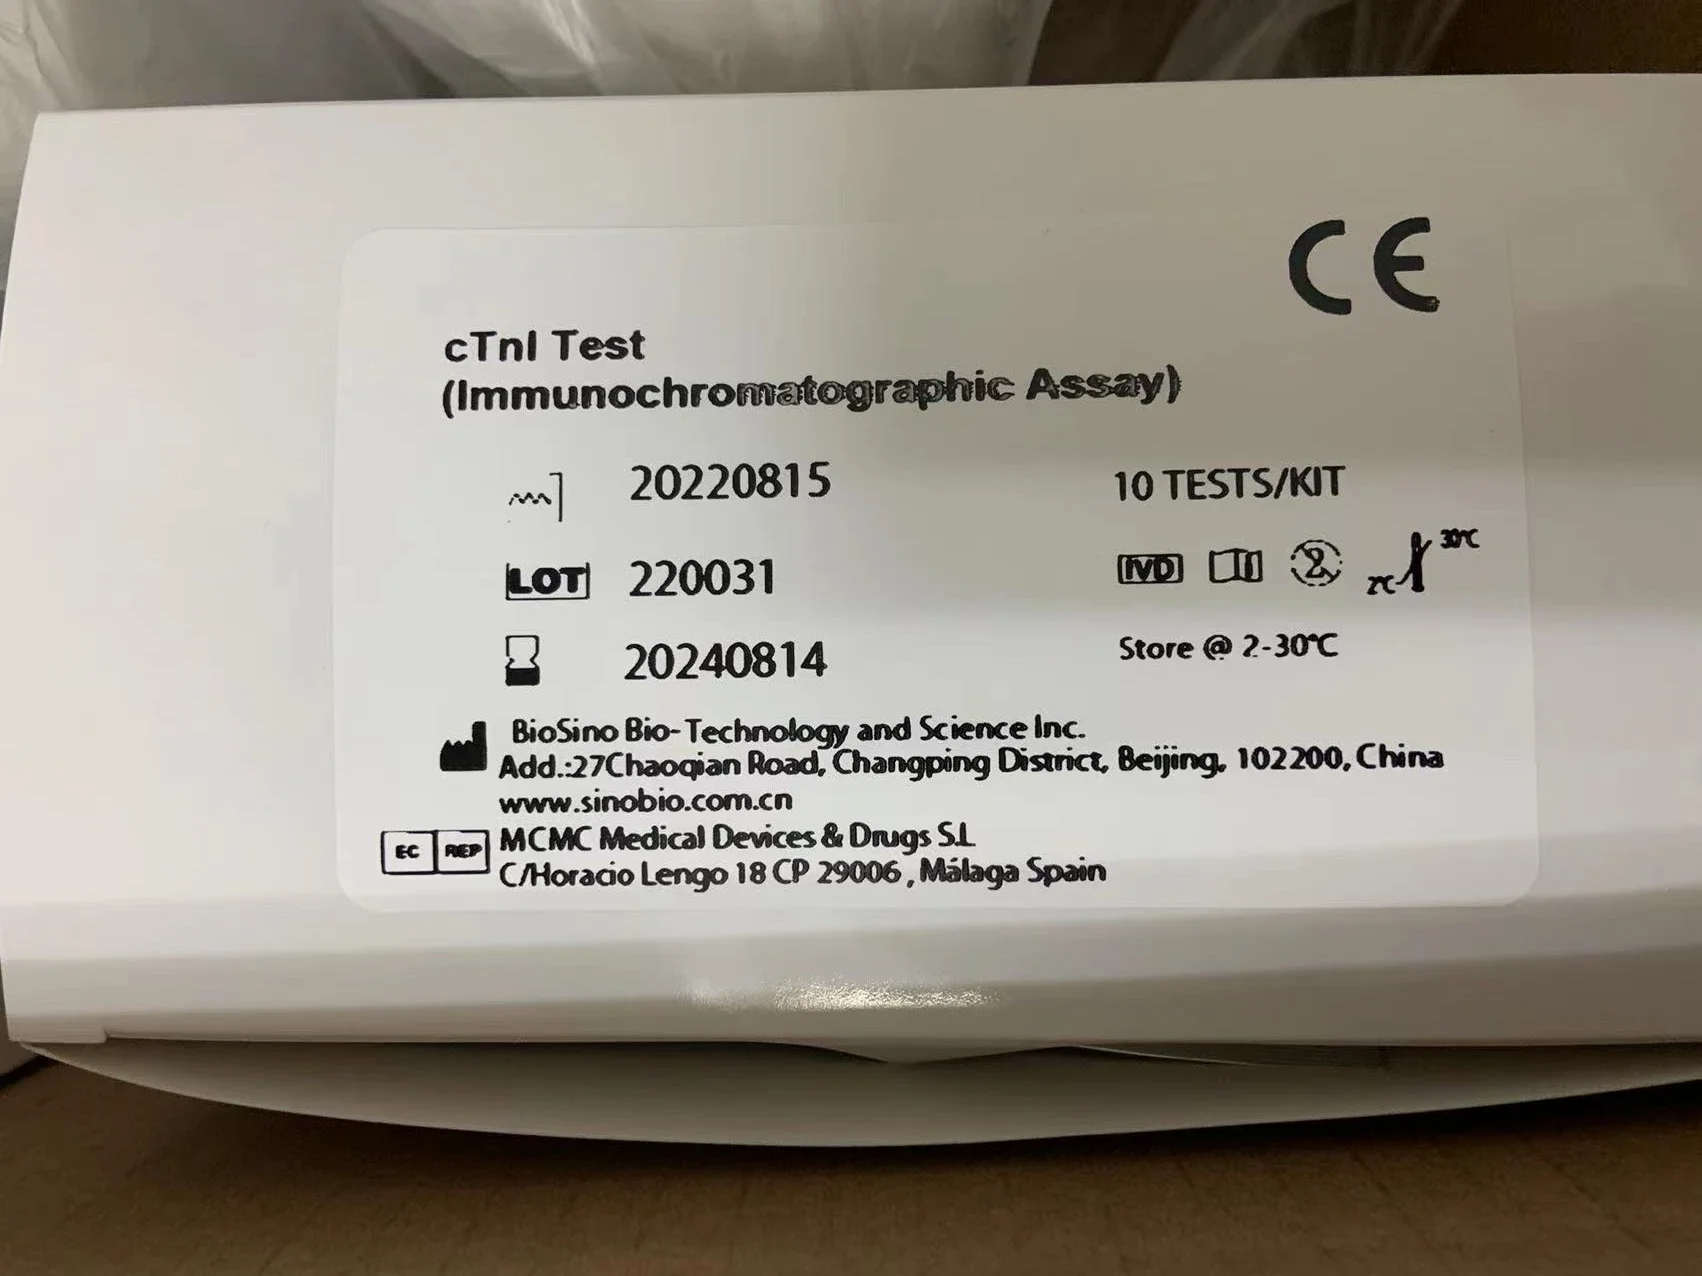 CE
cTnI Test
(Immunochromatographic Assay)
20220815
10 TESTS/KIT
LOT 220031
IVD 2 2℃ 30℃
20240814
Store @ 2-30℃
BioSino Bio-Technology and Science Inc.
Add.:27Chaoqian Road, Changping District, Beijing, 102200, China
www.sinobio.com.cn
EC REP MCMC Medical Devices & Drugs S.L
C/Horacio Lengo 18 CP 29006 , Málaga Spain